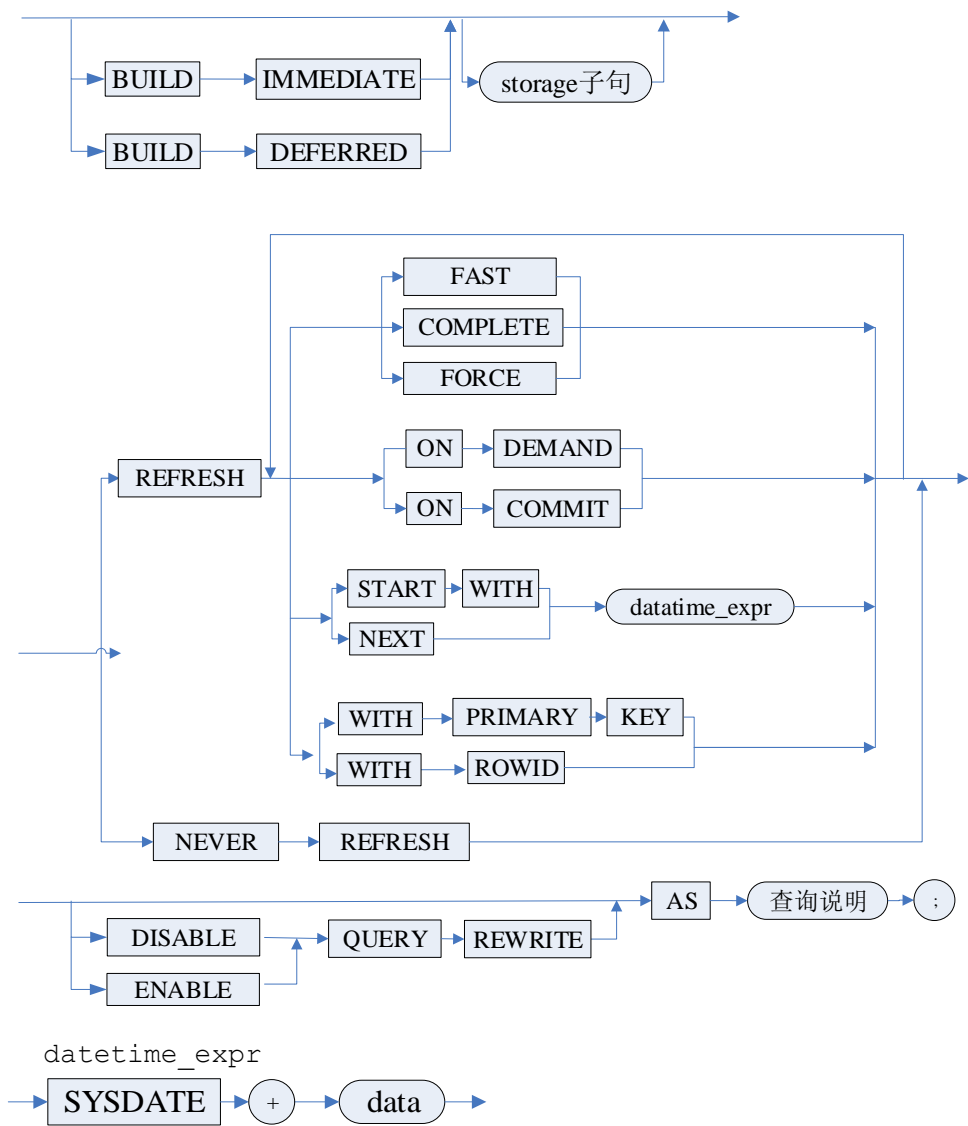 BUILD IMMEDIATE storage子句
BUILD DEFERRED
FAST
COMPLETE
FORCE
ON DEMAND
REFRESH
ON COMMIT
START WITH datatime_expr
NEXT
WITH PRIMARY KEY
WITH ROWID
NEVER REFRESH
AS 查询说明 ;
DISABLE QUERY REWRITE
ENABLE
datetime_expr
SYSDATE + data